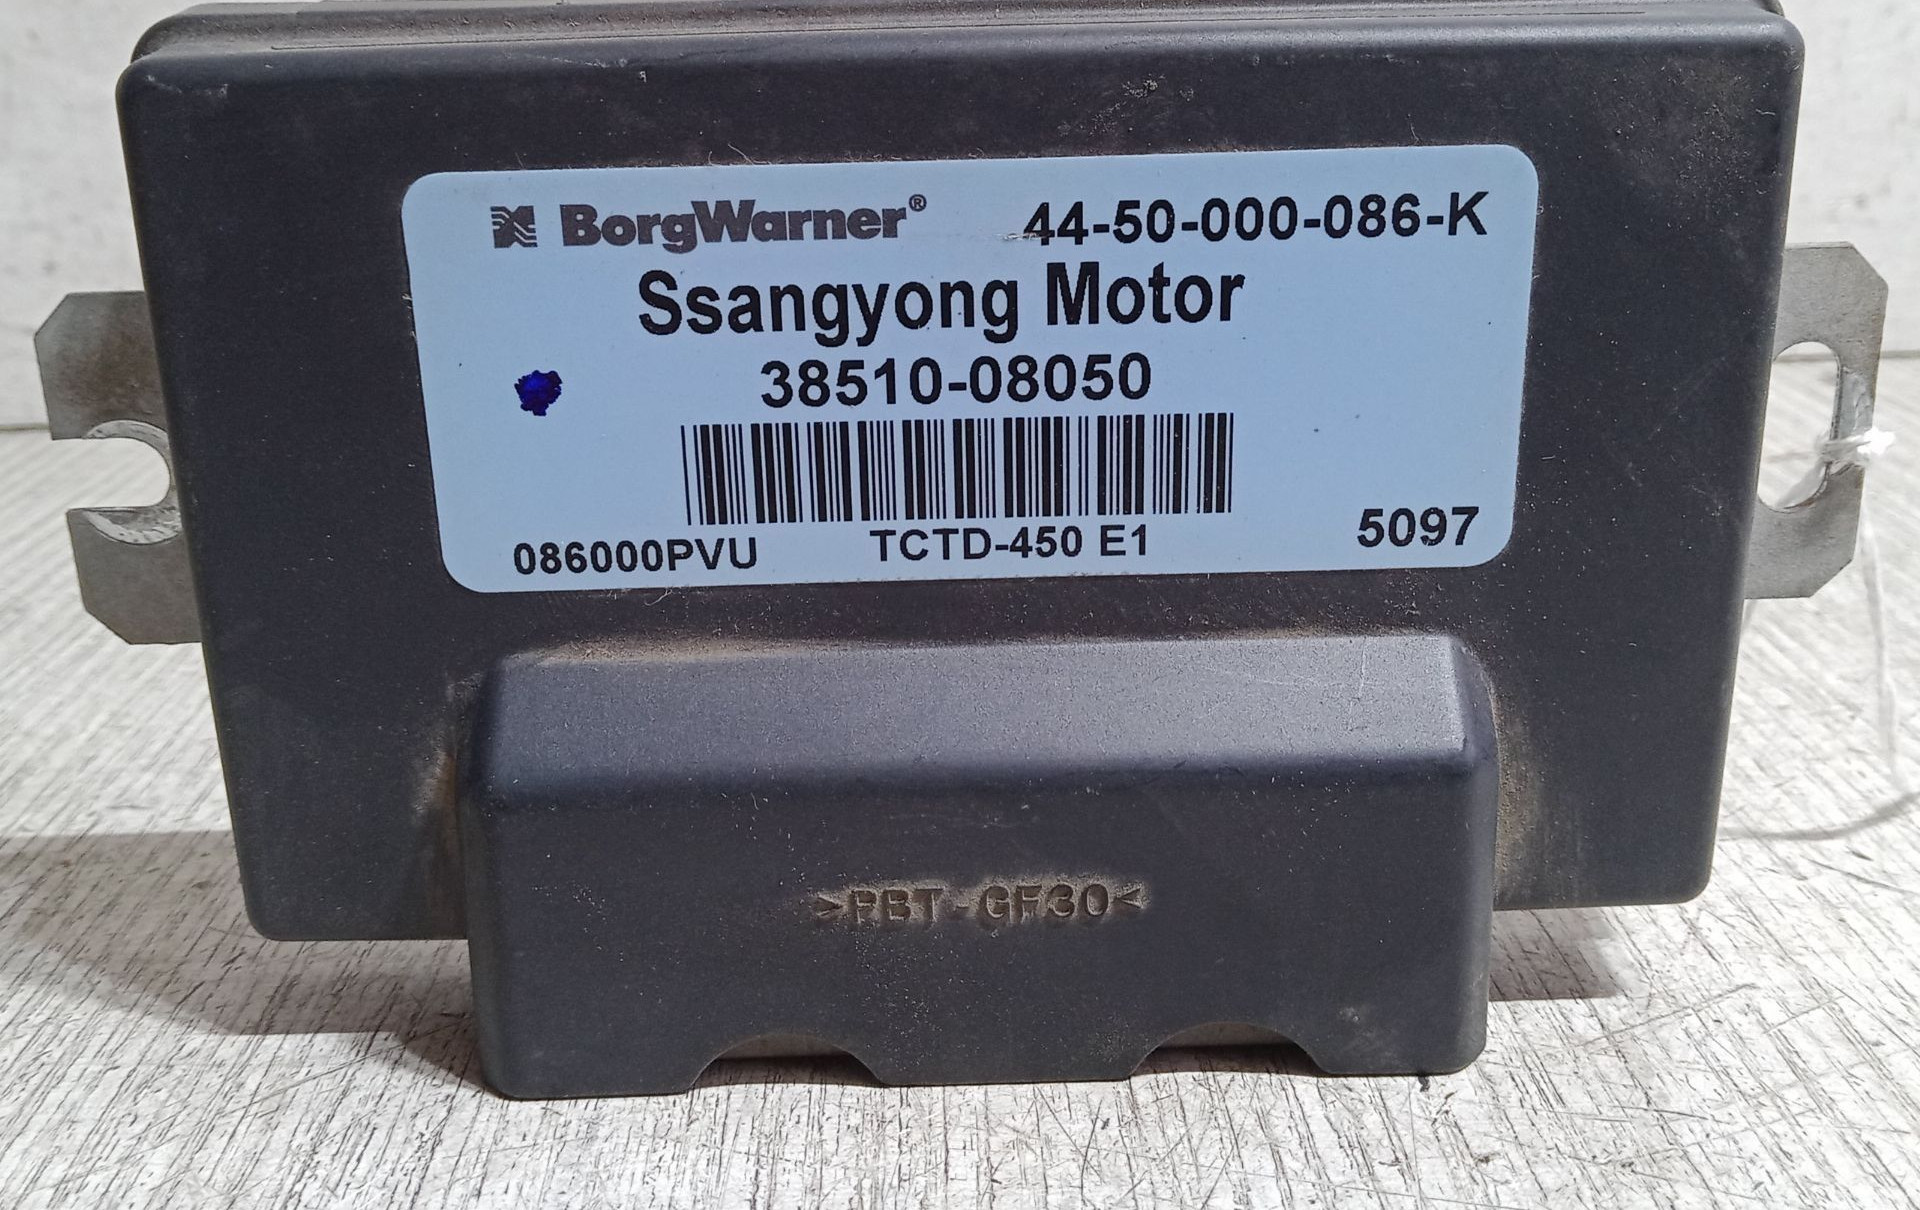 BorgWarner® 44-50-000-086-K
Ssangyong Motor
38510-08050
086000PVU TCTD-450 E1 5097
>PBT-GF30<